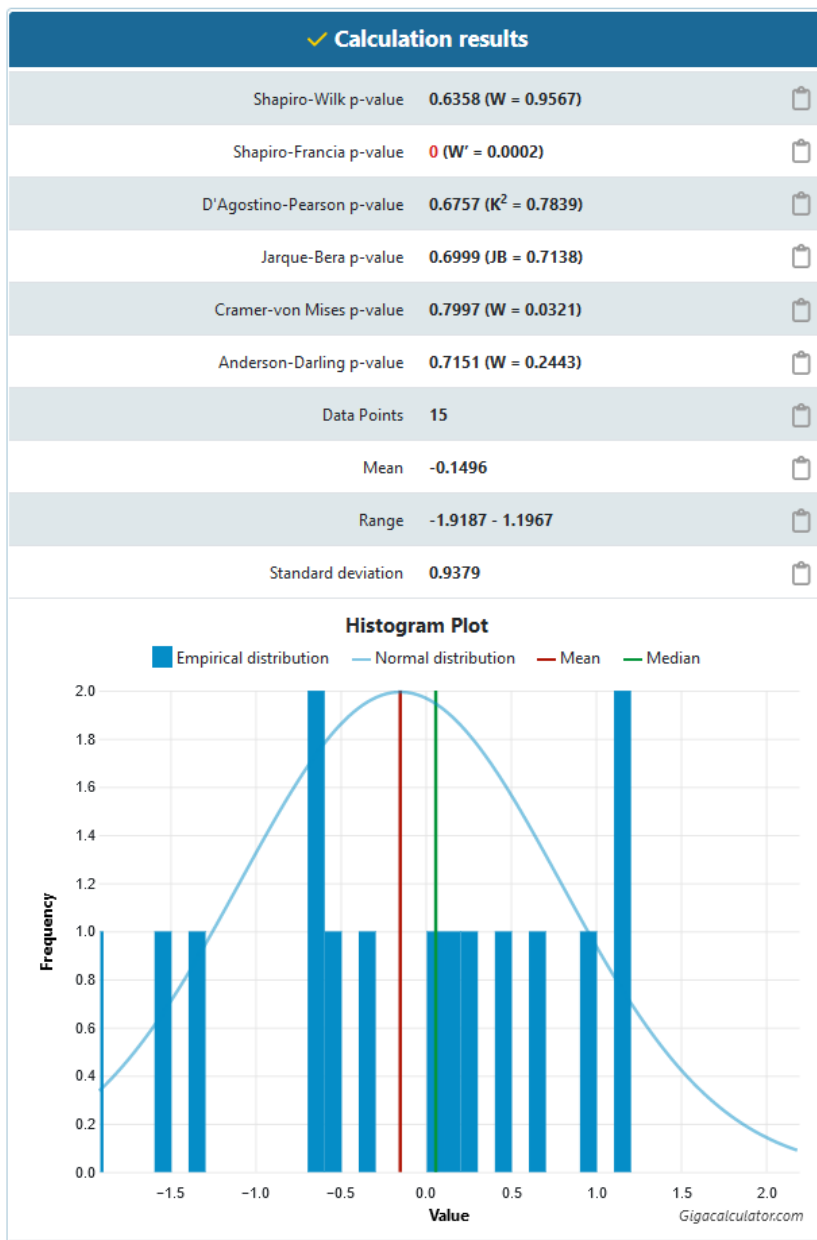 Calculation results
Shapiro-Wilk p-value 0.6358 (W = 0.9567)
Shapiro-Francia p-value 0 (W′ = 0.0002)
D'Agostino-Pearson p-value 0.6757 (K² = 0.7839)
Jarque-Bera p-value 0.6999 (JB = 0.7138)
Cramer-von Mises p-value 0.7997 (W = 0.0321)
Anderson-Darling p-value 0.7151 (W = 0.2443)
Data Points 15
Mean -0.1496
Range -1.9187 - 1.1967
Standard deviation 0.9379
Histogram Plot
Empirical distribution Normal distribution Mean Median
2.0
1.8
1.6
1.4
1.2
1.0
0.8
0.6
0.4
0.2
0.0
Frequency
−1.5 −1.0 −0.5 0.0 0.5 1.0 1.5 2.0
Value
Gigacalculator.com